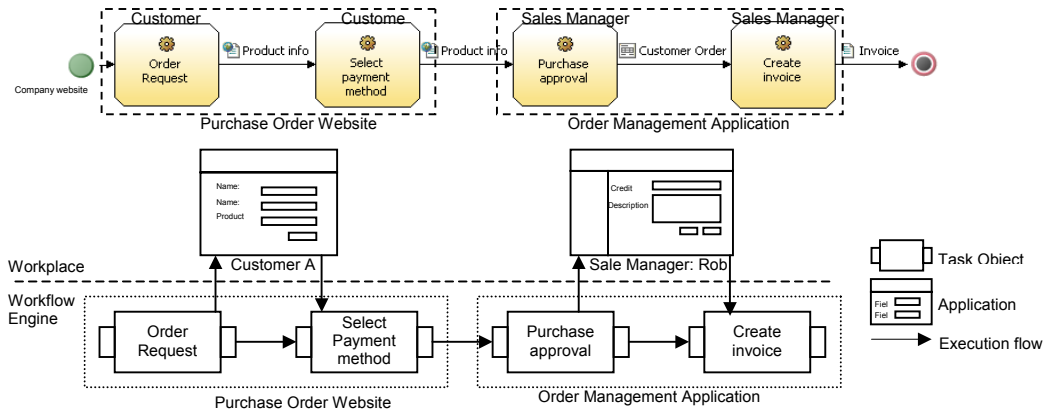 Customer
Custome
Sales Manager
Sales Manager
Order
Request
Product info
Select
payment
method
Product info
Purchase
approval
Customer Order
Create
invoice
Invoice
Company website
Purchase Order Website
Order Management Application
Name:
Name:
Product
Credit
Description
Customer A
Sale Manager: Rob
Workplace
Workflow
Engine
Order
Request
Select
Payment
method
Purchase
approval
Create
invoice
Purchase Order Website
Order Management Application
Task Object
Fiel
Fiel
Application
Execution flow